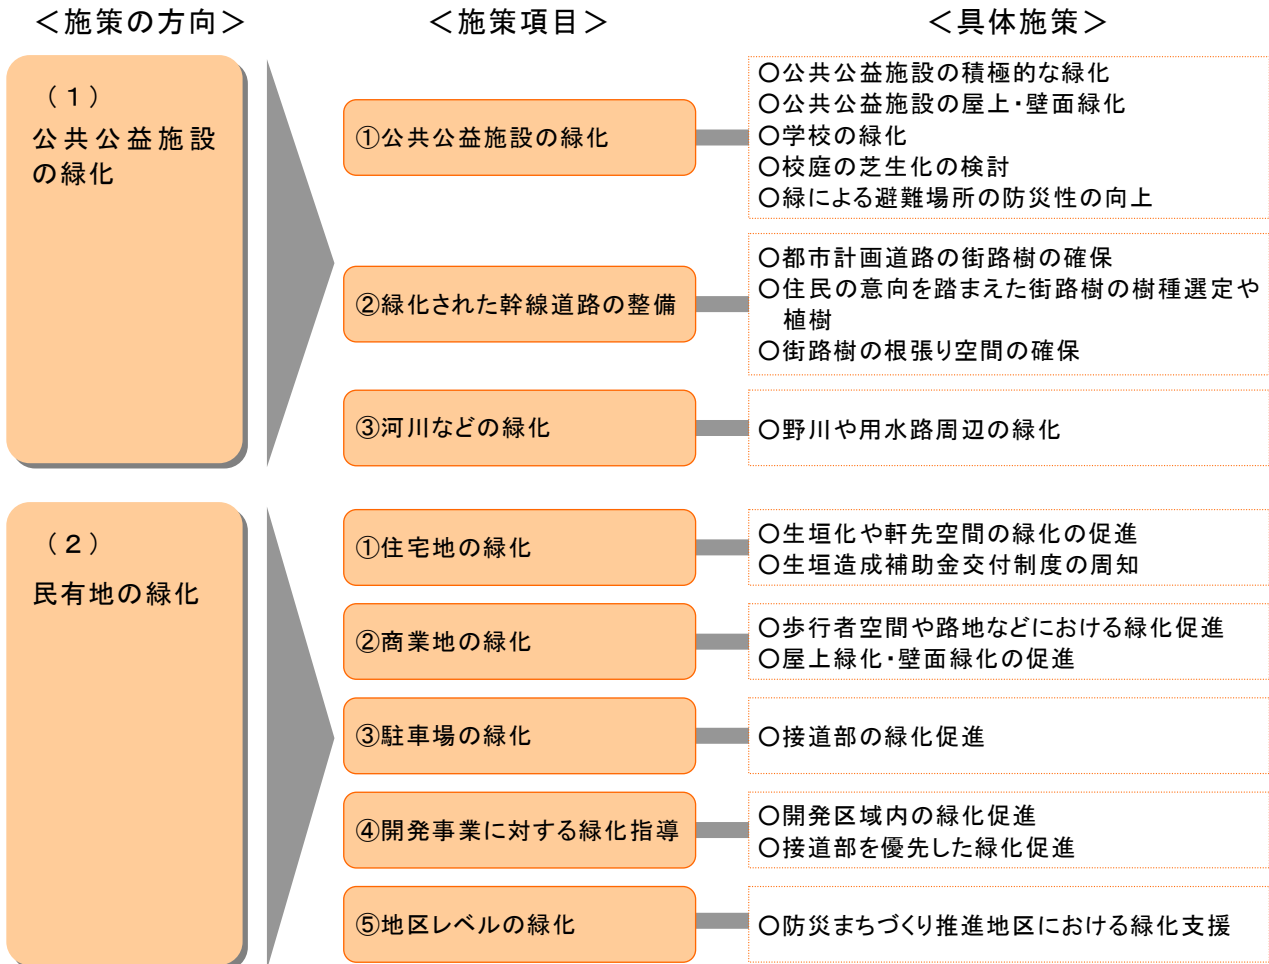 ＜施策の方向＞　＜施策項目＞　＜具体施策＞
（１）
公共公益施設
の緑化
①公共公益施設の緑化
○公共公益施設の積極的な緑化
○公共公益施設の屋上・壁面緑化
○学校の緑化
○校庭の芝生化の検討
○緑による避難場所の防災性の向上
②緑化された幹線道路の整備
○都市計画道路の街路樹の確保
○住民の意向を踏まえた街路樹の樹種選定や
植樹
○街路樹の根張り空間の確保
③河川などの緑化
○野川や用水路周辺の緑化
（２）
民有地の緑化
①住宅地の緑化
○生垣化や軒先空間の緑化の促進
○生垣造成補助金交付制度の周知
②商業地の緑化
○歩行者空間や路地などにおける緑化促進
○屋上緑化・壁面緑化の促進
③駐車場の緑化
○接道部の緑化促進
④開発事業に対する緑化指導
○開発区域内の緑化促進
○接道部を優先した緑化促進
⑤地区レベルの緑化
○防災まちづくり推進地区における緑化支援